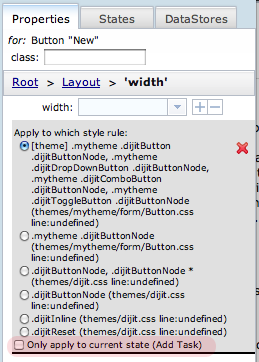 Properties States DataStores
for: Button "New"
class:
Root > Layout > 'width'
width:
Apply to which style rule:
[theme] .mytheme .dijitButton
.dijitButtonNode, .mytheme
.dijitDropDownButton .dijitButtonNode,
.mytheme .dijitComboButton
.dijitButtonNode, .mytheme
.dijitToggleButton .dijitButtonNode
(themes/mytheme/form/Button.css
line:undefined)
.mytheme .dijitButtonNode
(themes/mytheme/form/Button.css
line:undefined)
.dijitButtonNode, .dijitButtonNode *
(themes/dijit.css line:undefined)
.dijitButtonNode (themes/dijit.css
line:undefined)
.dijitInline (themes/dijit.css line:undefined)
.dijitReset (themes/dijit.css line:undefined)
Only apply to current state (Add Task)